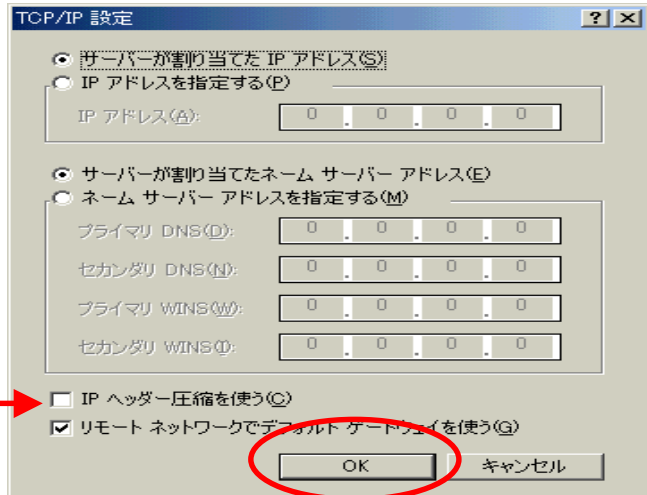 TCP/IP 設定
サーバーが割り当てた IP アドレス(S)
IP アドレスを指定する(P)
IP アドレス(A): 0 . 0 . 0 . 0
サーバーが割り当てたネーム サーバー アドレス(E)
ネーム サーバー アドレスを指定する(M)
プライマリ DNS(D): 0 . 0 . 0 . 0
セカンダリ DNS(N): 0 . 0 . 0 . 0
プライマリ WINS(W): 0 . 0 . 0 . 0
セカンダリ WINS(I): 0 . 0 . 0 . 0
IP ヘッダー圧縮を使う(C)
リモート ネットワークでデフォルト ゲートウェイを使う(G)
OK キャンセル